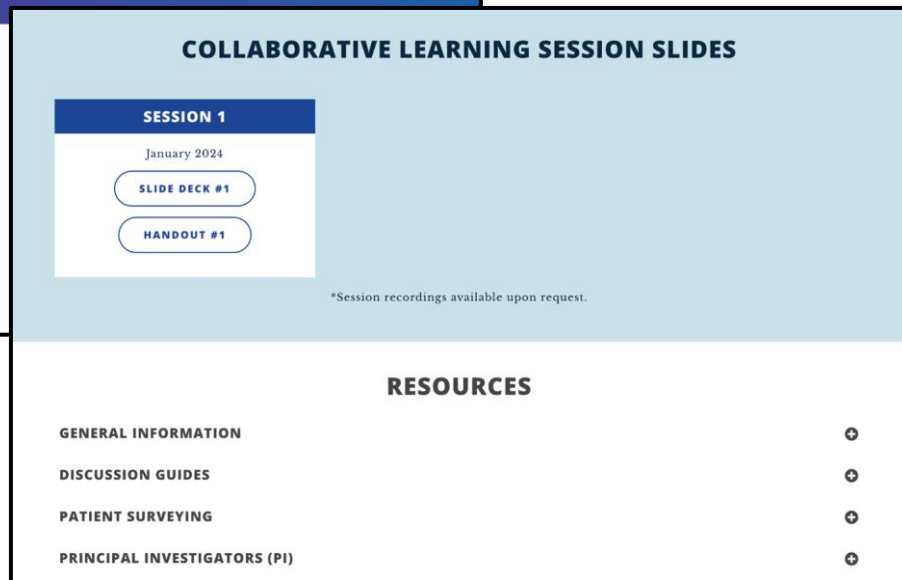 COLLABORATIVE LEARNING SESSION SLIDES
SESSION 1
January 2024
SLIDE DECK #1
HANDOUT #1
*Session recordings available upon request.
RESOURCES
GENERAL INFORMATION
DISCUSSION GUIDES
PATIENT SURVEYING
PRINCIPAL INVESTIGATORS (PI)